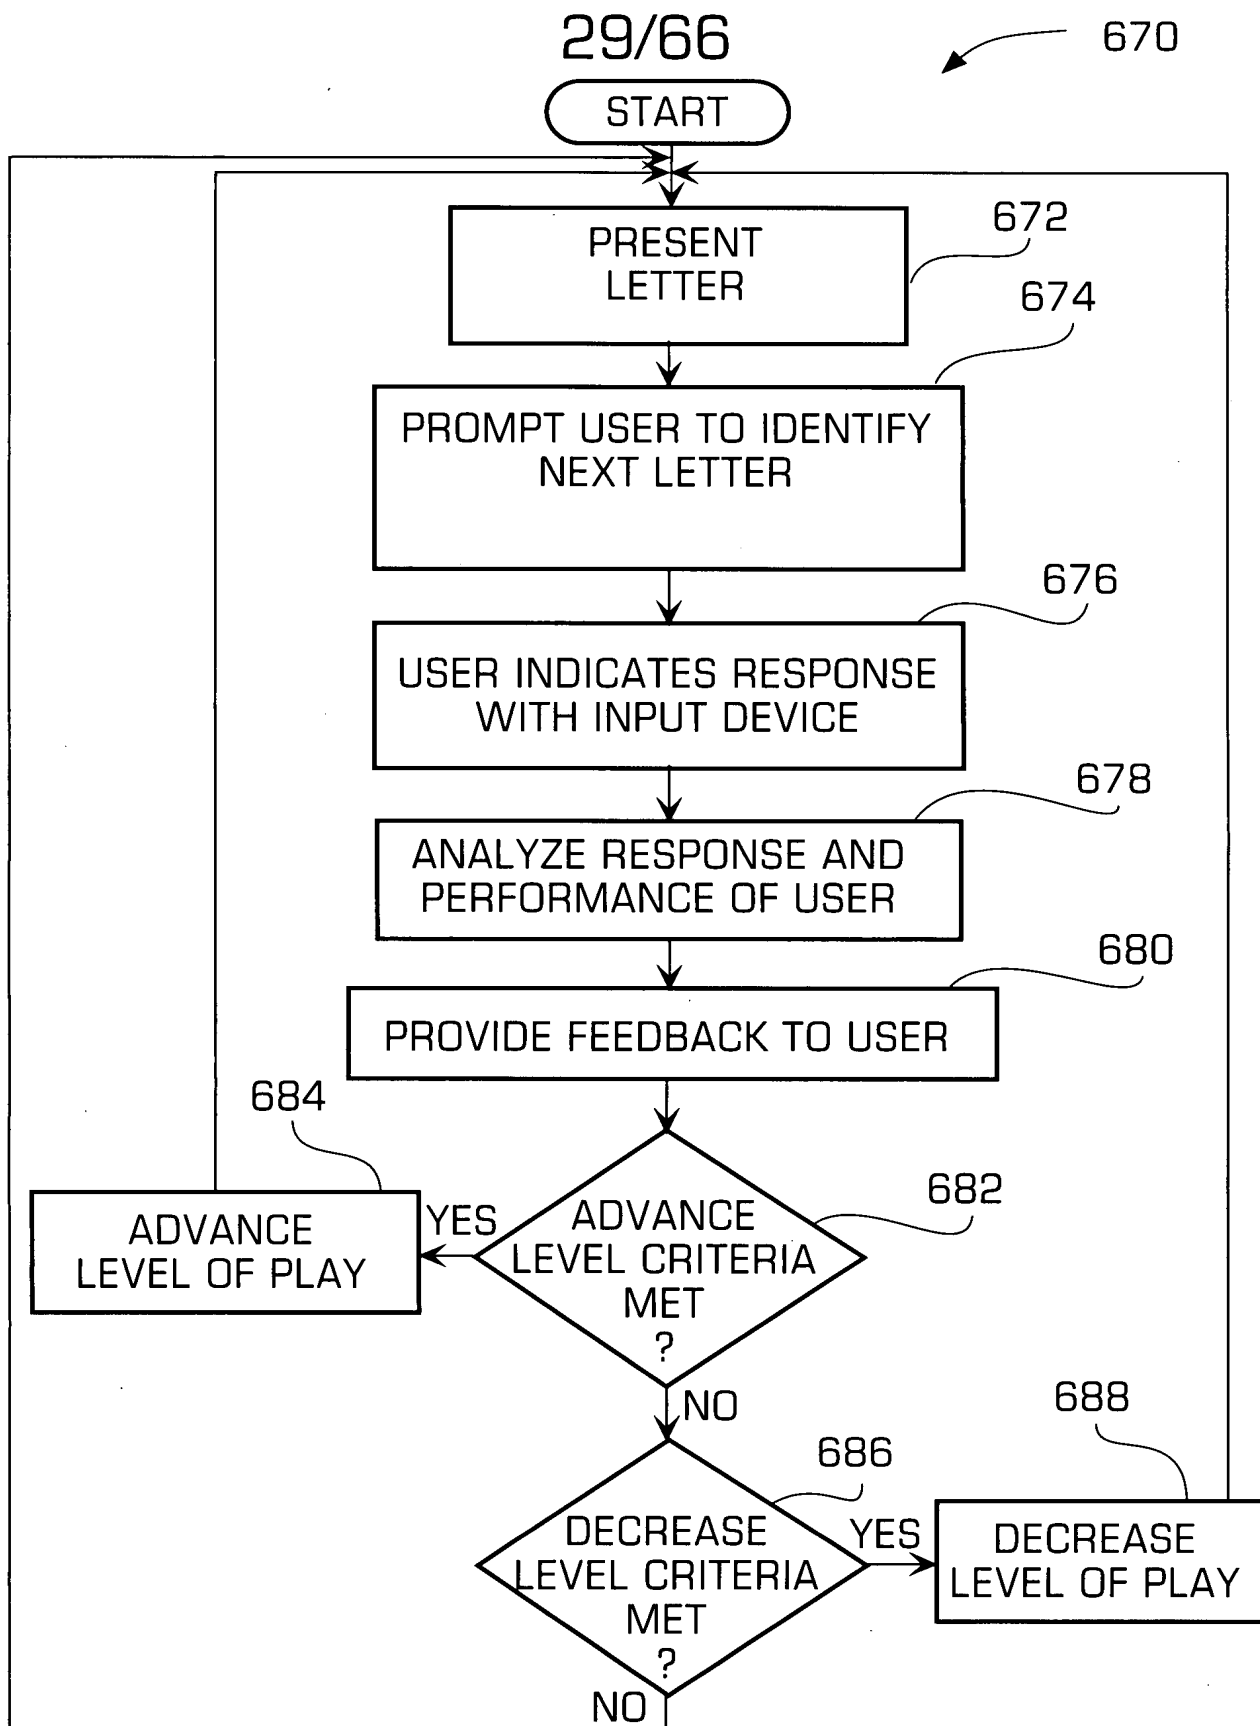 29/66
670
START
672
PRESENT
LETTER
674
PROMPT USER TO IDENTIFY
NEXT LETTER
676
USER INDICATES RESPONSE
WITH INPUT DEVICE
678
ANALYZE RESPONSE AND
PERFORMANCE OF USER
680
PROVIDE FEEDBACK TO USER
684
682
ADVANCE
LEVEL OF PLAY
YES
ADVANCE
LEVEL CRITERIA
MET
?
NO
688
686
DECREASE
LEVEL CRITERIA
MET
?
YES
DECREASE
LEVEL OF PLAY
NO